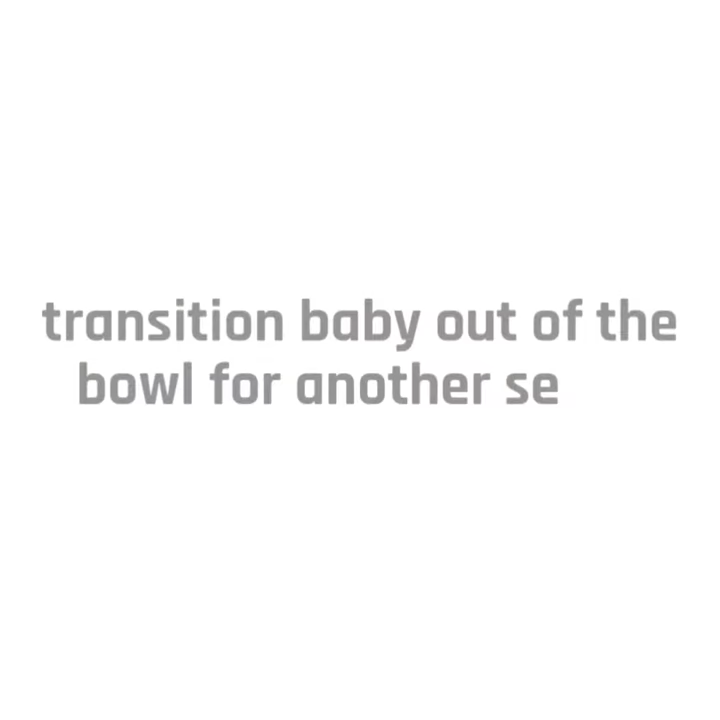 transition baby out of the
bowl for another se